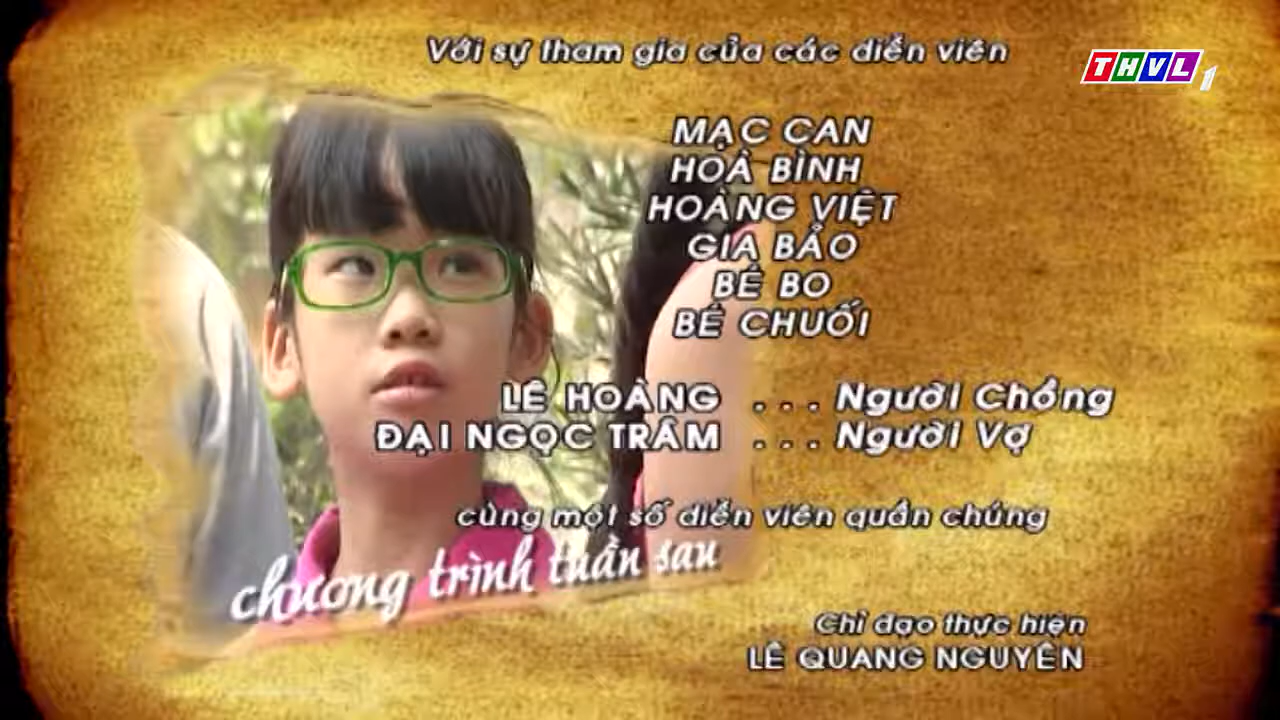 Với sự tham gia của các diễn viên
THVL1
MẠC CAN
HOÀ BÌNH
HOÀNG VIỆT
GIA BẢO
BÉ BO
BÉ CHUỐI
LÊ HOÀNG . . . Người Chồng
ĐẠI NGỌC TRÂM . . . Người Vợ
cùng một số diễn viên quần chúng
chương trình tuần sau
Chỉ đạo thực hiện
LÊ QUANG NGUYÊN